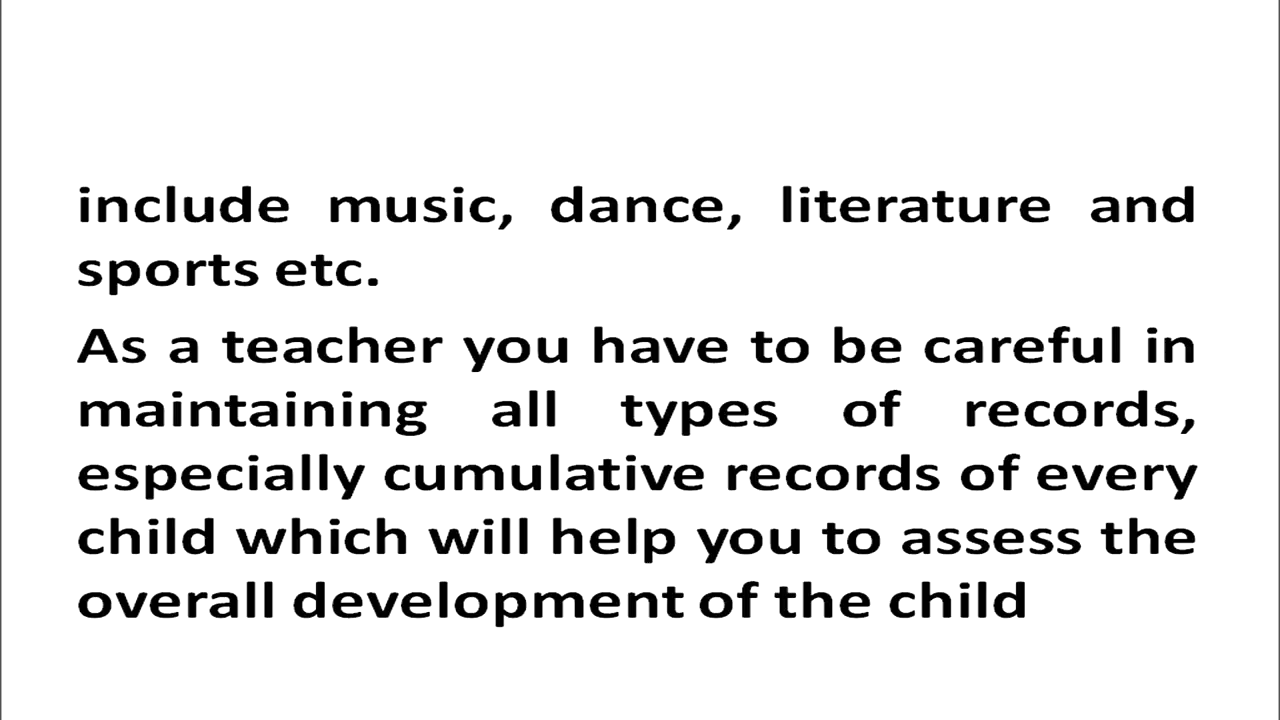 include music, dance, literature and
sports etc.
As a teacher you have to be careful in
maintaining all types of records,
especially cumulative records of every
child which will help you to assess the
overall development of the child